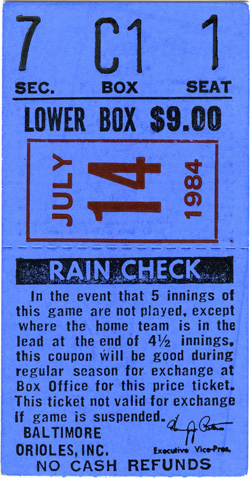 7 C1 1
SEC. BOX SEAT
LOWER BOX $9.00
JULY 14 1984
RAIN CHECK
In the event that 5 innings of
this game are not played, except
where the home team is in the
lead at the end of 4½ innings,
this coupon will be good during
regular season for exchange at
Box Office for this price ticket.
This ticket not valid for exchange
if game is suspended.
BALTIMORE
ORIOLES, INC. Executive Vice-Pres.
NO CASH REFUNDS